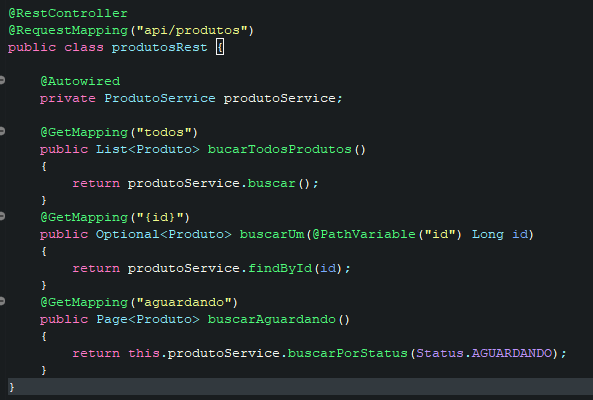 @RestController
@RequestMapping("api/produtos")
public class produtosRest {
@Autowired
private ProdutoService produtoService;
@GetMapping("todos")
public List<Produto> bucarTodosProdutos()
{
return produtoService.buscar();
}
@GetMapping("{id}")
public Optional<Produto> buscarUm(@PathVariable("id") Long id)
{
return produtoService.findById(id);
}
@GetMapping("aguardando")
public Page<Produto> buscarAguardando()
{
return this.produtoService.buscarPorStatus(Status.AGUARDANDO);
}
}